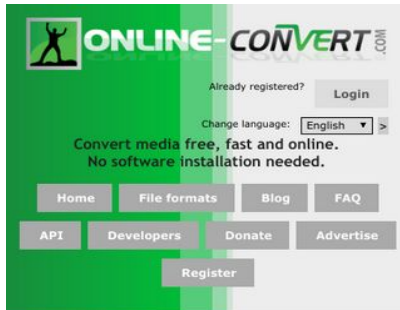 ONLINE-CONVERT.COM
Already registered? Login
Change language: English ▼ >
Convert media free, fast and online.
No software installation needed.
Home File formats Blog FAQ
API Developers Donate Advertise
Register